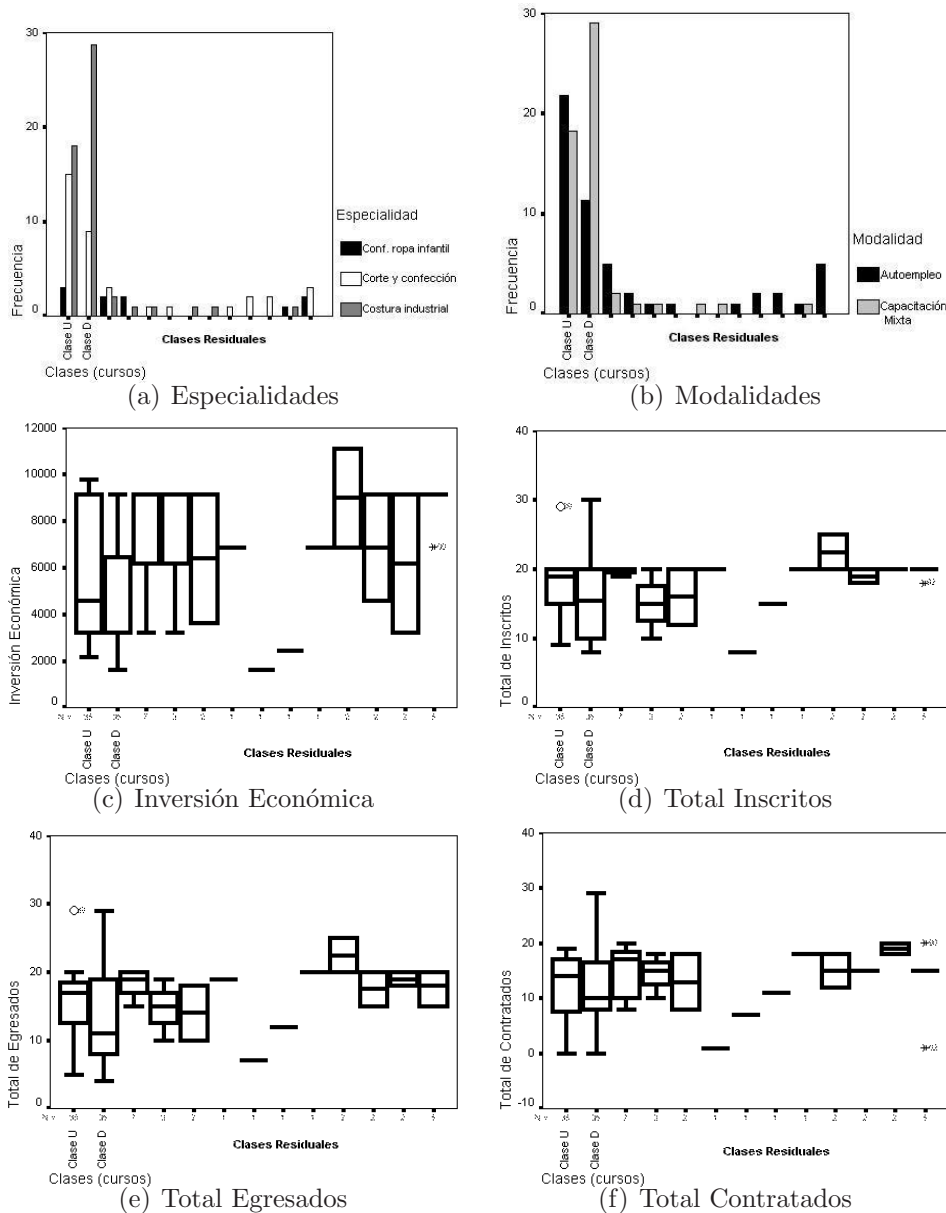 30
20
10
0
Frecuencia
Clase U
Clase D
Clases Residuales
Clases (cursos)
Especialidad
Conf. ropa infantil
Corte y confección
Costura industrial
(a) Especialidades
30
20
10
0
Frecuencia
Clase U
Clase D
Clases Residuales
Clases (cursos)
Modalidad
Autoempleo
Capacitación
Mixta
(b) Modalidades
12000
10000
8000
6000
4000
2000
0
Inversión Económica
Clase U
Clase D
Clases Residuales
Clases (cursos)
(c) Inversión Económica
40
30
20
10
0
Total de Inscritos
Clase U
Clase D
Clases Residuales
Clases (cursos)
(d) Total Inscritos
40
30
20
10
0
Total de Egresados
Clase U
Clase D
Clases Residuales
Clases (cursos)
(e) Total Egresados
40
30
20
10
0
-10
Total de Contratados
Clase U
Clase D
Clases Residuales
Clases (cursos)
(f) Total Contratados